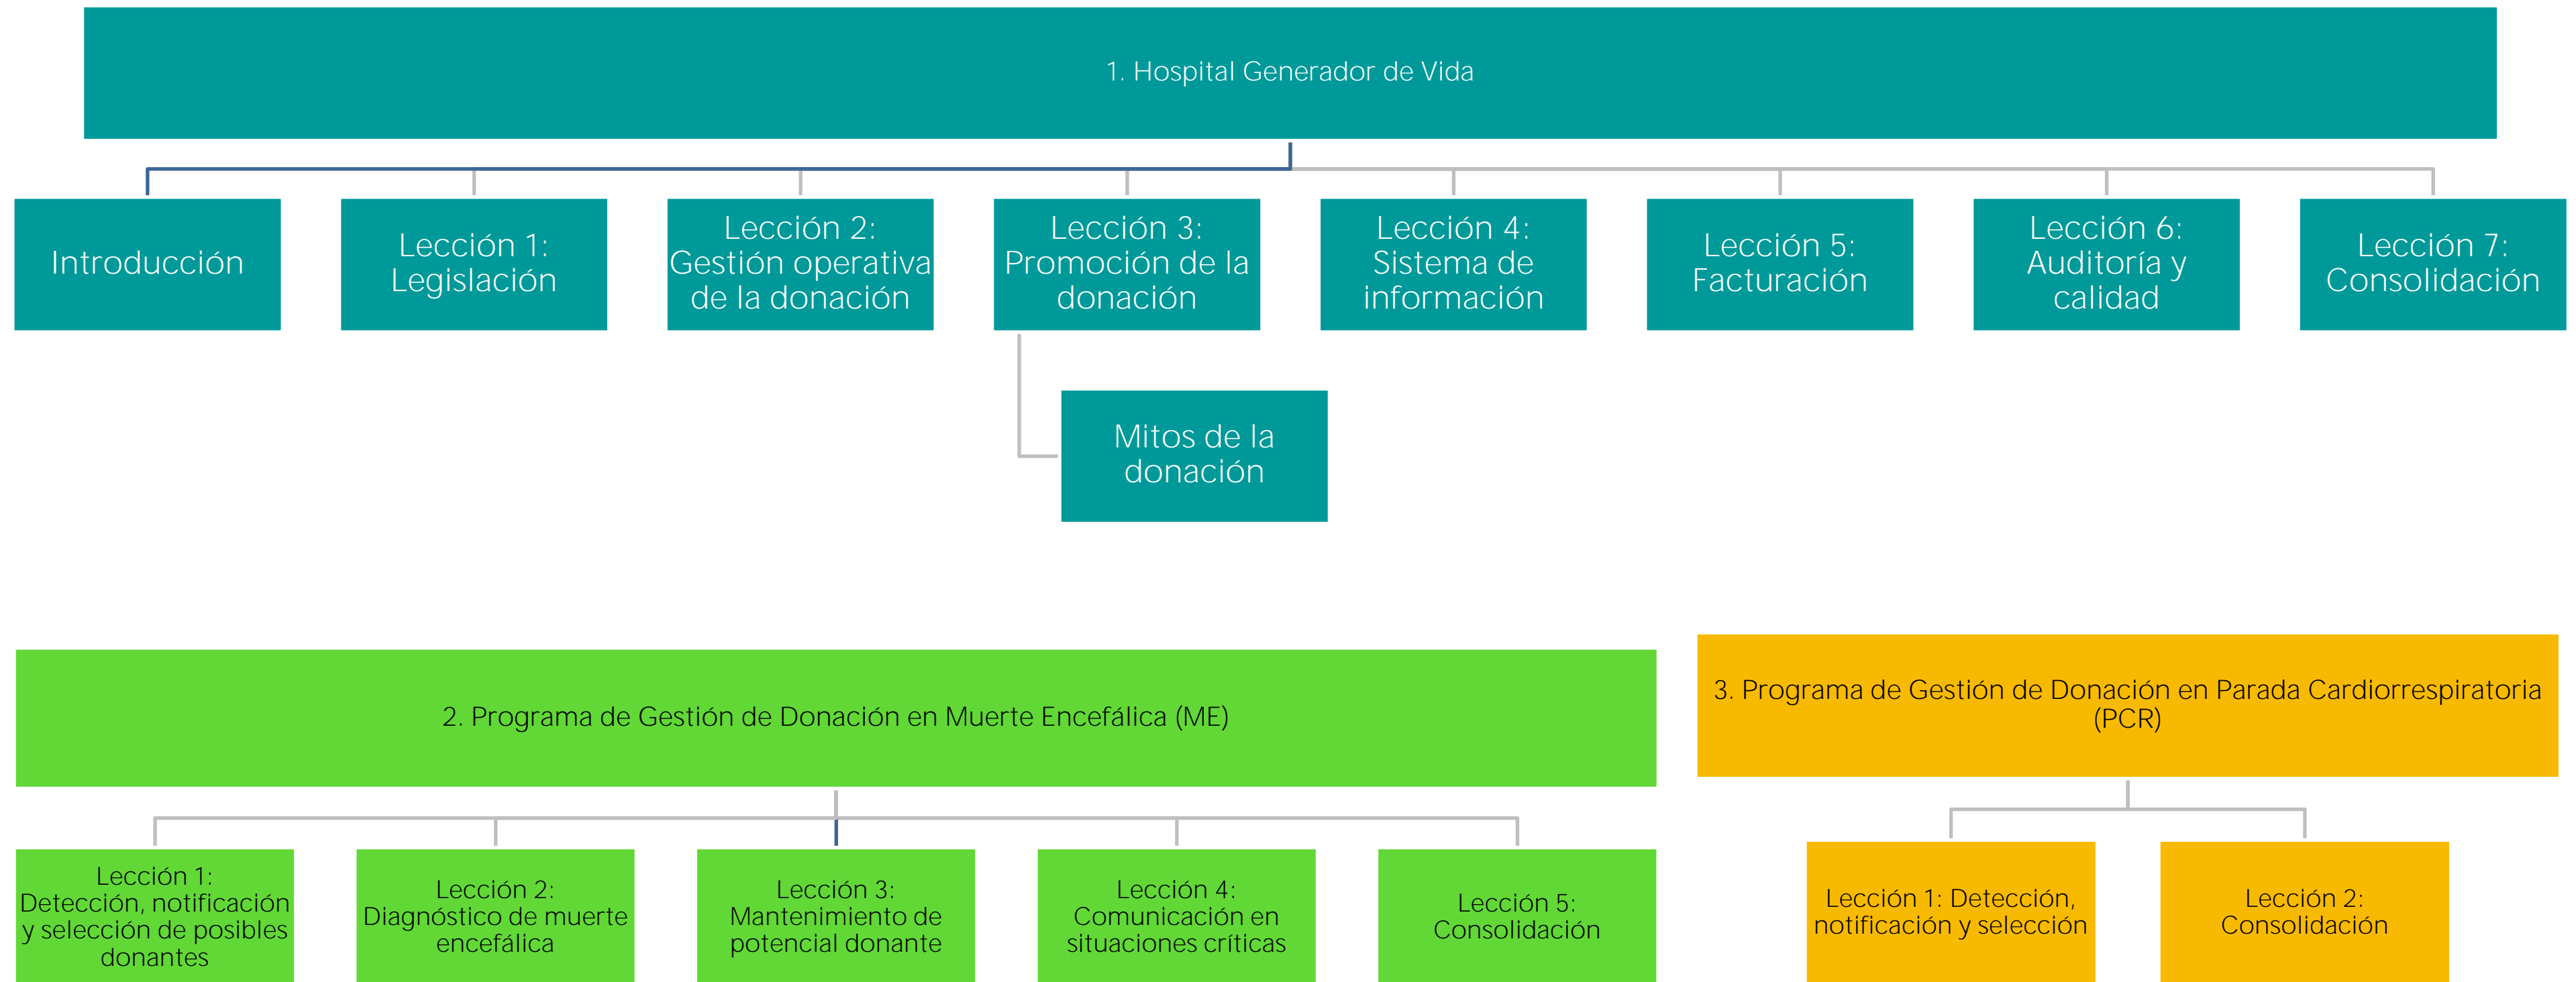 1. Hospital Generador de Vida
Introducción
Lección 1:
Legislación
Lección 2:
Gestión operativa
de la donación
Lección 3:
Promoción de la
donación
Lección 4:
Sistema de
información
Lección 5:
Facturación
Lección 6:
Auditoría y
calidad
Lección 7:
Consolidación
Mitos de la
donación
2. Programa de Gestión de Donación en Muerte Encefálica (ME)
Lección 1:
Detección, notificación
y selección de posibles
donantes
Lección 2:
Diagnóstico de muerte
encefálica
Lección 3:
Mantenimiento de
potencial donante
Lección 4:
Comunicación en
situaciones críticas
Lección 5:
Consolidación
3. Programa de Gestión de Donación en Parada Cardiorrespiratoria
(PCR)
Lección 1: Detección,
notificación y selección
Lección 2:
Consolidación